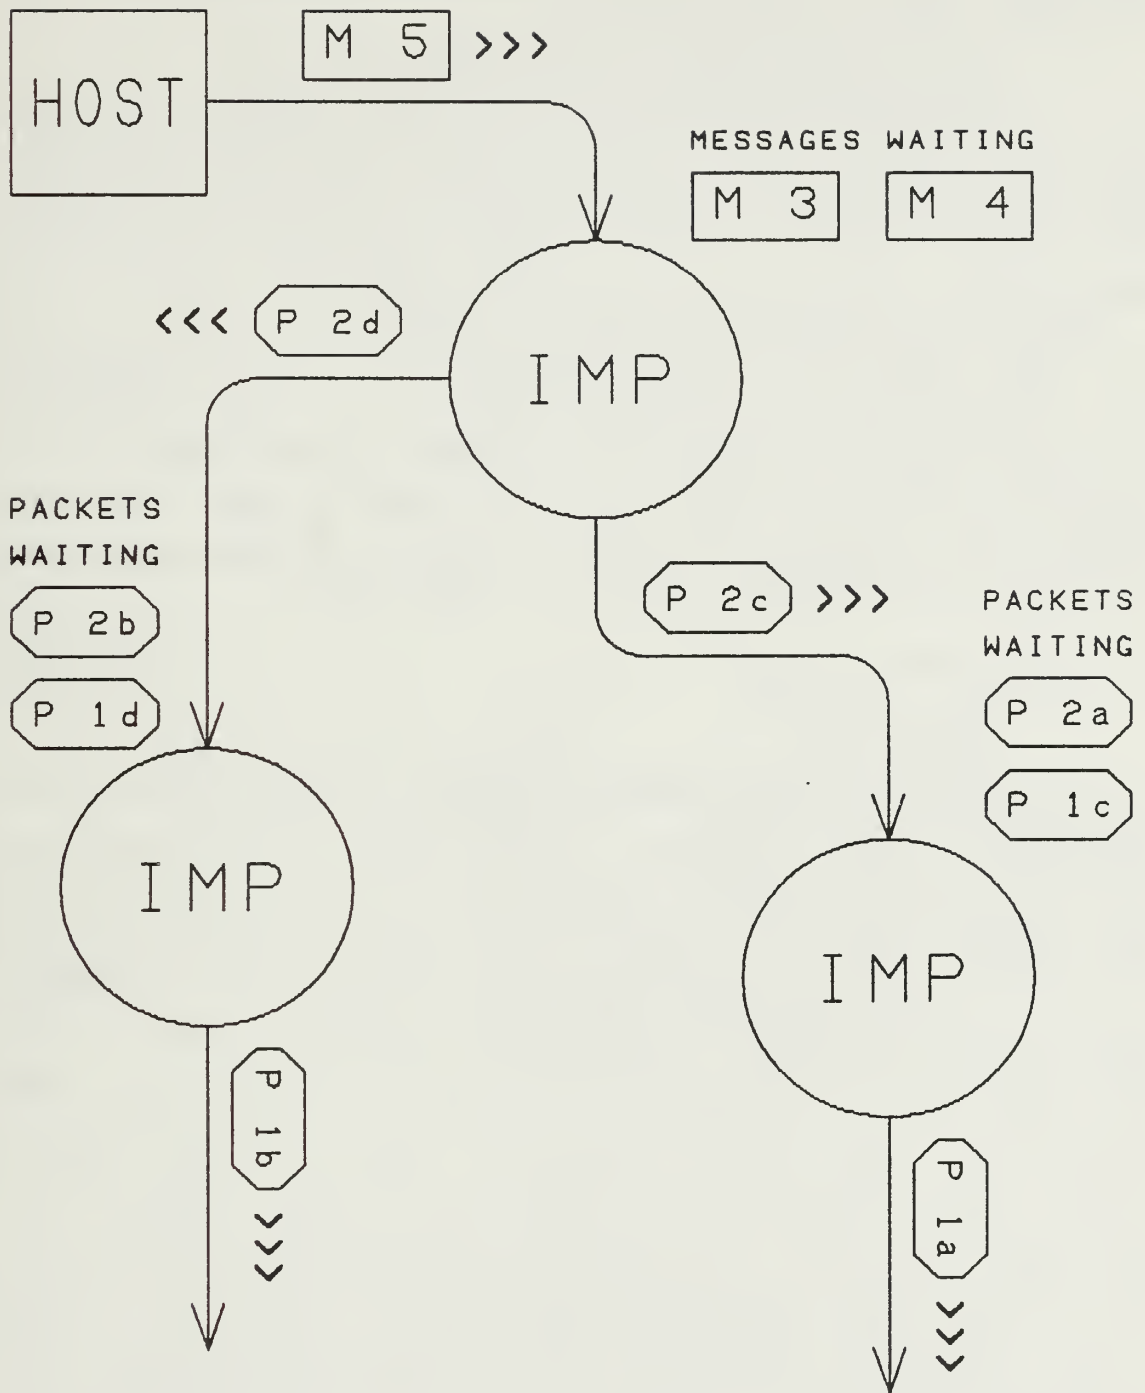 M 5 >>>
HOST
MESSAGES WAITING
M 3 M 4
<<< P 2d
IMP
PACKETS
WAITING
P 2b
P 1d
P 2c >>>
PACKETS
WAITING
P 2a
P 1c
IMP
IMP
P 1b >>>
P 1a >>>